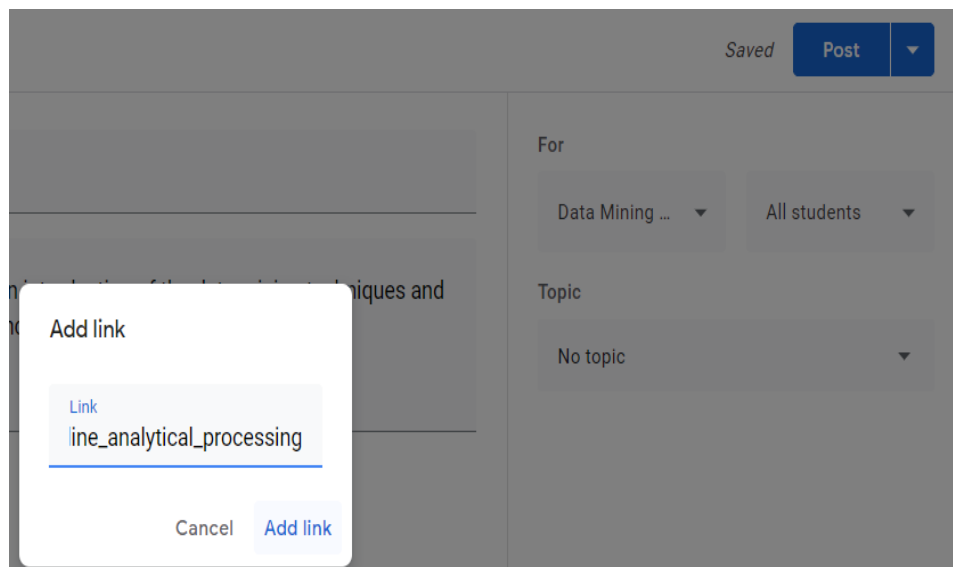 Saved
Post
For
Data Mining ...
All students
niques and
Topic
No topic
Add link
Link
line_analytical_processing
Cancel
Add link